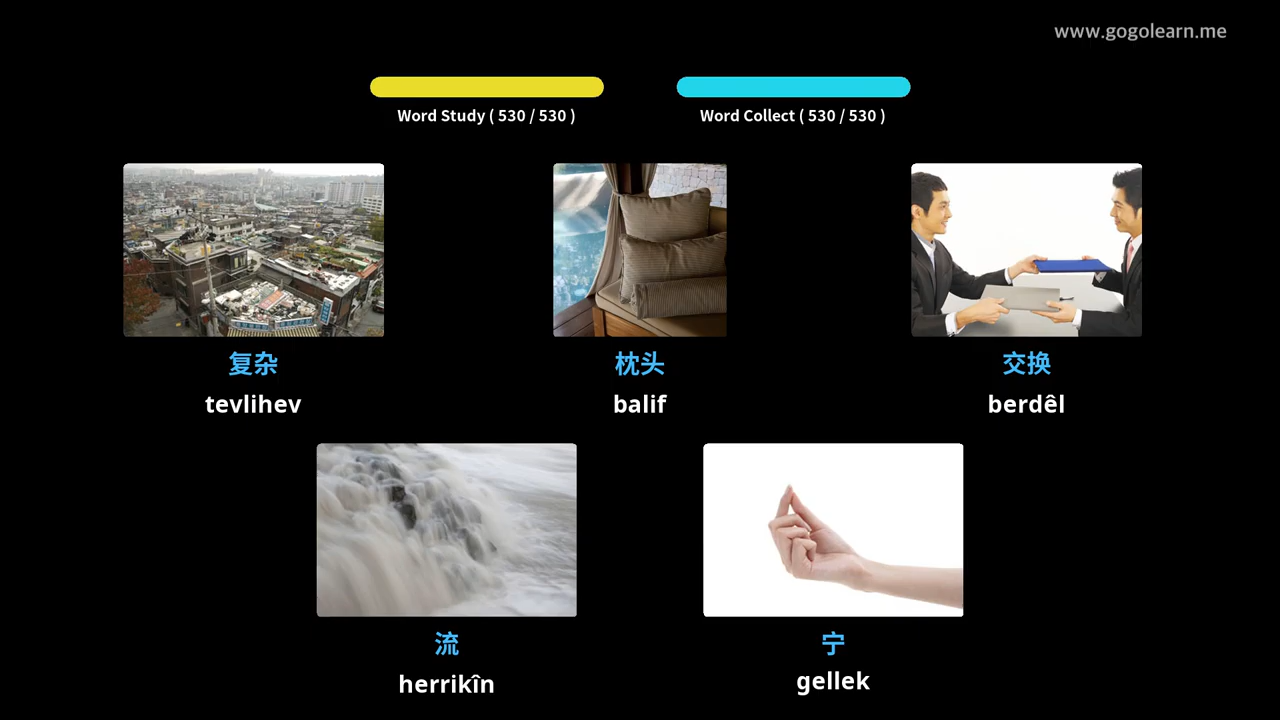 www.gogolearn.me
Word Study ( 530 / 530 )
Word Collect ( 530 / 530 )
复杂
tevlihev
枕头
balif
交换
berdêl
流
herrikîn
宁
gellek